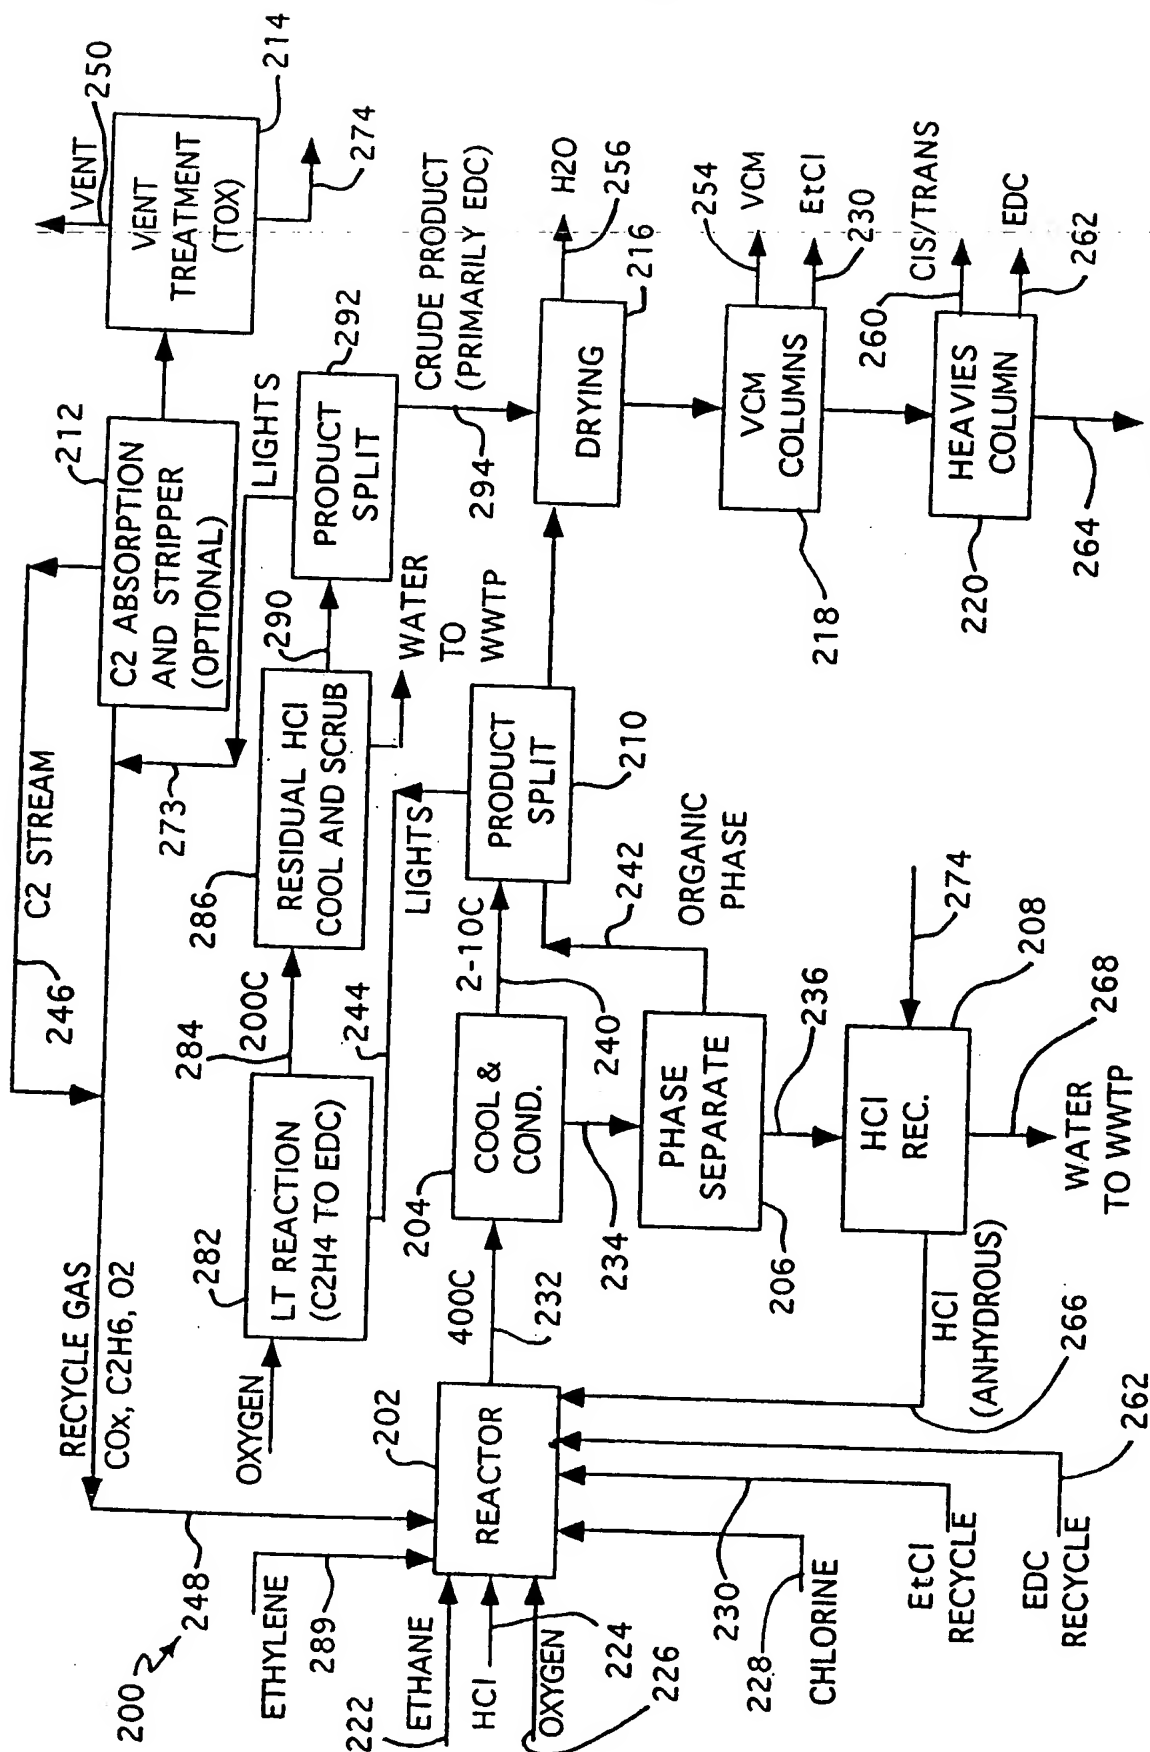 200
RECYCLE GAS
COx, C2H6, O2
C2 STREAM
246
248
212
C2 ABSORPTION
AND STRIPPER
(OPTIONAL)
VENT
250
VENT
TREATMENT
(TOX)
214
274
273
LIGHTS
ETHYLENE
289
OXYGEN
282
LT REACTION
(C2H4 TO EDC)
284
200C
286
RESIDUAL HCl
COOL AND SCRUB
290
PRODUCT
SPLIT
292
WATER
TO
WWTP
CRUDE PRODUCT
(PRIMARILY EDC)
294
244
LIGHTS
222
ETHANE
HCl
224
OXYGEN
226
202
REACTOR
400C
232
204
COOL &
COND.
2-10C
240
PRODUCT
SPLIT
210
DRYING
216
H2O
256
234
PHASE
SEPARATE
206
242
ORGANIC
PHASE
236
HCl
REC.
208
274
268
WATER
TO WWTP
HCl
(ANHYDROUS)
266
228
CHLORINE
230
EtCl
RECYCLE
EDC
RECYCLE
262
VCM
COLUMNS
218
254
VCM
EtCl
230
HEAVIES
COLUMN
220
260
CIS/TRANS
EDC
262
264